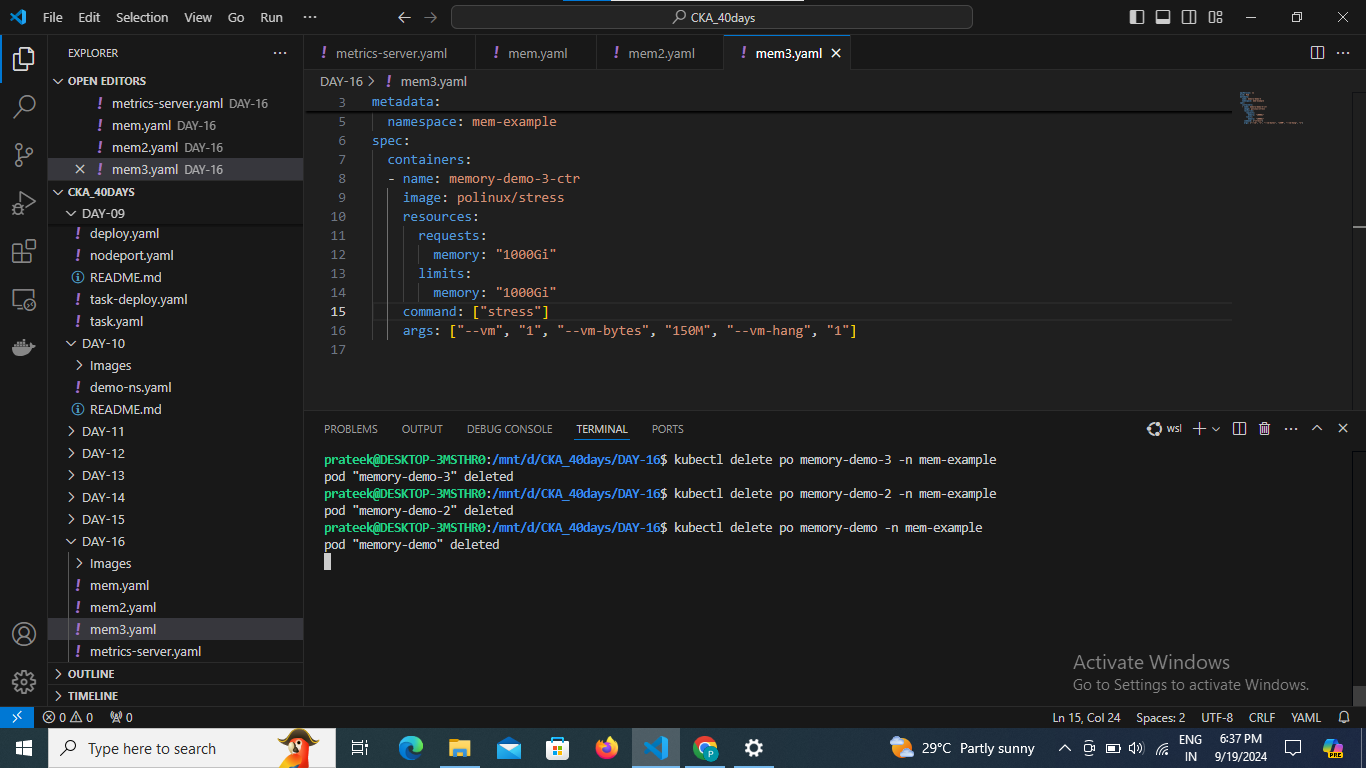 File Edit Selection View Go Run ··· CKA_40days
EXPLORER ···
OPEN EDITORS
metrics-server.yaml DAY-16
mem.yaml DAY-16
mem2.yaml DAY-16
mem3.yaml DAY-16
CKA_40DAYS
DAY-09
deploy.yaml
nodeport.yaml
README.md
task-deploy.yaml
task.yaml
DAY-10
Images
demo-ns.yaml
README.md
DAY-11
DAY-12
DAY-13
DAY-14
DAY-15
DAY-16
Images
mem.yaml
mem2.yaml
mem3.yaml
metrics-server.yaml
OUTLINE
TIMELINE
metrics-server.yaml mem.yaml mem2.yaml mem3.yaml
DAY-16 > ! mem3.yaml
3 metadata:
5 namespace: mem-example
6 spec:
7 containers:
8 - name: memory-demo-3-ctr
9 image: polinux/stress
10 resources:
11 requests:
12 memory: "1000Gi"
13 limits:
14 memory: "1000Gi"
15 command: ["stress"]
16 args: ["--vm", "1", "--vm-bytes", "150M", "--vm-hang", "1"]
17
PROBLEMS OUTPUT DEBUG CONSOLE TERMINAL PORTS wsl
prateek@DESKTOP-3MSTHR0:/mnt/d/CKA_40days/DAY-16$ kubectl delete po memory-demo-3 -n mem-example
pod "memory-demo-3" deleted
prateek@DESKTOP-3MSTHR0:/mnt/d/CKA_40days/DAY-16$ kubectl delete po memory-demo-2 -n mem-example
pod "memory-demo-2" deleted
prateek@DESKTOP-3MSTHR0:/mnt/d/CKA_40days/DAY-16$ kubectl delete po memory-demo -n mem-example
pod "memory-demo" deleted
Activate Windows
Go to Settings to activate Windows.
0 0 0 Ln 15, Col 24 Spaces: 2 UTF-8 CRLF YAML
Type here to search 29°C Partly sunny
ENG
IN
6:37 PM
9/19/2024
PRE